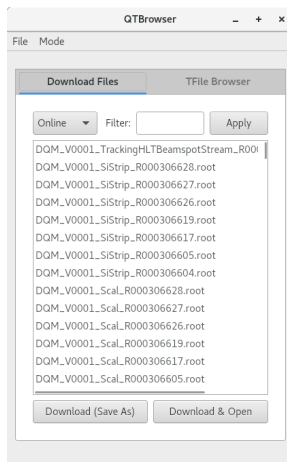 QTBrowser
File Mode
Download Files TFile Browser
Online Filter: Apply
DQM_V0001_TrackingHLTBeamspotStream_R00
DQM_V0001_SiStrip_R000306628.root
DQM_V0001_SiStrip_R000306627.root
DQM_V0001_SiStrip_R000306626.root
DQM_V0001_SiStrip_R000306619.root
DQM_V0001_SiStrip_R000306617.root
DQM_V0001_SiStrip_R000306605.root
DQM_V0001_SiStrip_R000306604.root
DQM_V0001_Scal_R000306628.root
DQM_V0001_Scal_R000306627.root
DQM_V0001_Scal_R000306626.root
DQM_V0001_Scal_R000306619.root
DQM_V0001_Scal_R000306617.root
DQM_V0001_Scal_R000306605.root
Download (Save As) Download & Open